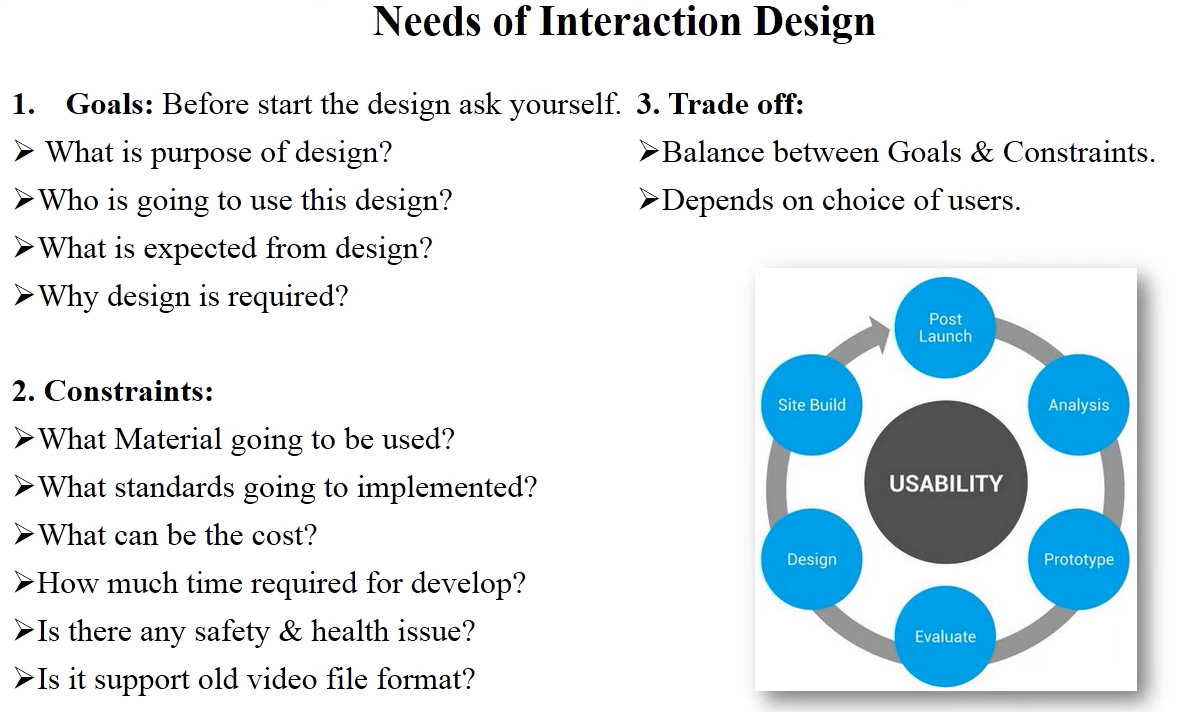 Needs of Interaction Design
1. Goals: Before start the design ask yourself.
➢ What is purpose of design?
➢Who is going to use this design?
➢What is expected from design?
➢Why design is required?
2. Constraints:
➢What Material going to be used?
➢What standards going to implemented?
➢What can be the cost?
➢How much time required for develop?
➢Is there any safety & health issue?
➢Is it support old video file format?
3. Trade off:
➢Balance between Goals & Constraints.
➢Depends on choice of users.
Post
Launch
Analysis
Prototype
Evaluate
Design
Site Build
USABILITY